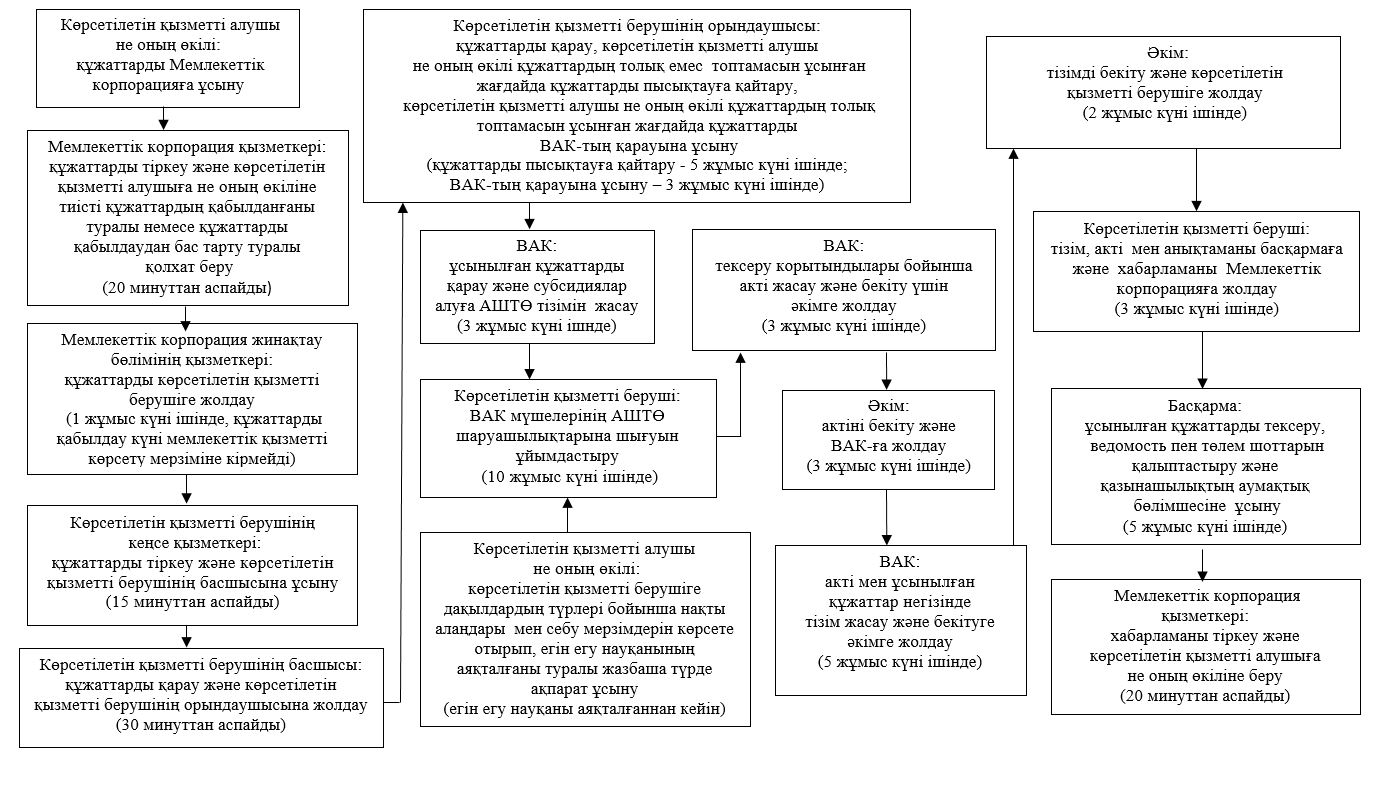 Көрсетілетін қызметті алушы
не оның өкілі:
құжаттарды Мемлекеттік
корпорацияға ұсыну
Мемлекеттік корпорация қызметкері:
құжаттарды тіркеу және көрсетілетін
қызметті алушыға не оның өкіліне
тиісті құжаттардың қабылданғаны
туралы немесе құжаттарды
қабылдаудан бас тарту туралы
қолхат беру
(20 минуттан аспайды)
Мемлекеттік корпорация жинақтау
бөлімінің қызметкері:
құжаттарды көрсетілетін қызметті
берушіге жолдау
(1 жұмыс күні ішінде, құжаттарды
қабылдау күні мемлекеттік қызметті
көрсету мерзіміне кірмейді)
Көрсетілетін қызметті берушінің
кеңсе қызметкері:
құжаттарды тіркеу және көрсетілетін
қызметті берушінің басшысына ұсыну
(15 минуттан аспайды)
Көрсетілетін қызметті берушінің басшысы:
құжаттарды қарау және көрсетілетін
қызметті берушінің орындаушысына жолдау
(30 минуттан аспайды)
Көрсетілетін қызметті берушінің орындаушысы:
құжаттарды қарау, көрсетілетін қызметті алушы
не оның өкілі құжаттардың толық емес топтамасын ұсынған
жағдайда құжаттарды пысықтауға қайтару,
көрсетілетін қызметті алушы не оның өкілі құжаттардың толық
топтамасын ұсынған жағдайда құжаттарды
ВАК-тың қарауына ұсыну
(құжаттарды пысықтауға қайтару - 5 жұмыс күні ішінде;
ВАК-тың қарауына ұсыну – 3 жұмыс күні ішінде)
ВАК:
ұсынылған құжаттарды
қарау және субсидиялар
алуға АШТӨ тізімін жасау
(3 жұмыс күні ішнде)
Көрсетілетін қызметті беруші:
ВАК мүшелерінің АШТӨ
шаруашылықтарына шығуын
ұйымдастыру
(10 жұмыс күні ішінде)
Көрсетілетін қызметті алушы
не оның өкілі:
көрсетілетін қызметті берушіге
дақылдардың түрлері бойынша нақты
алаңдары мен себу мерзімдерін көрсете
отырып, егін егу науқанының
аяқталғаны туралы жазбаша түрде
ақпарат ұсыну
(егін егу науқаны аяқталғаннан кейін)
ВАК:
тексеру корытындылары бойынша
акті жасау және бекіту үшін
әкімге жолдау
(3 жұмыс күні ішінде)
Әкім:
актіні бекіту және
ВАК-ға жолдау
(3 жұмыс күні ішінде)
ВАК:
акті мен ұсынылған
құжаттар негізінде
тізім жасау және бекітуге
әкімге жолдау
(5 жұмыс күні ішінде)
Әкім:
тізімді бекіту және көрсетілетін
қызметті берушіге жолдау
(2 жұмыс күні ішінде)
Көрсетілетін қызметті беруші:
тізім, акті мен анықтаманы басқармаға
және хабарламаны Мемлекеттік
корпорацияға жолдау
(3 жұмыс күні ішінде)
Басқарма:
ұсынылған құжаттарды тексеру,
ведомость пен төлем шоттарын
қалыптастыру және
қазынашылықтың аумақтық
бөлімшесіне ұсыну
(5 жұмыс күні ішінде)
Мемлекеттік корпорация
қызметкері:
хабарламаны тіркеу және
көрсетілетін қызметті алушыға
не оның өкіліне беру
(20 минуттан аспайды)